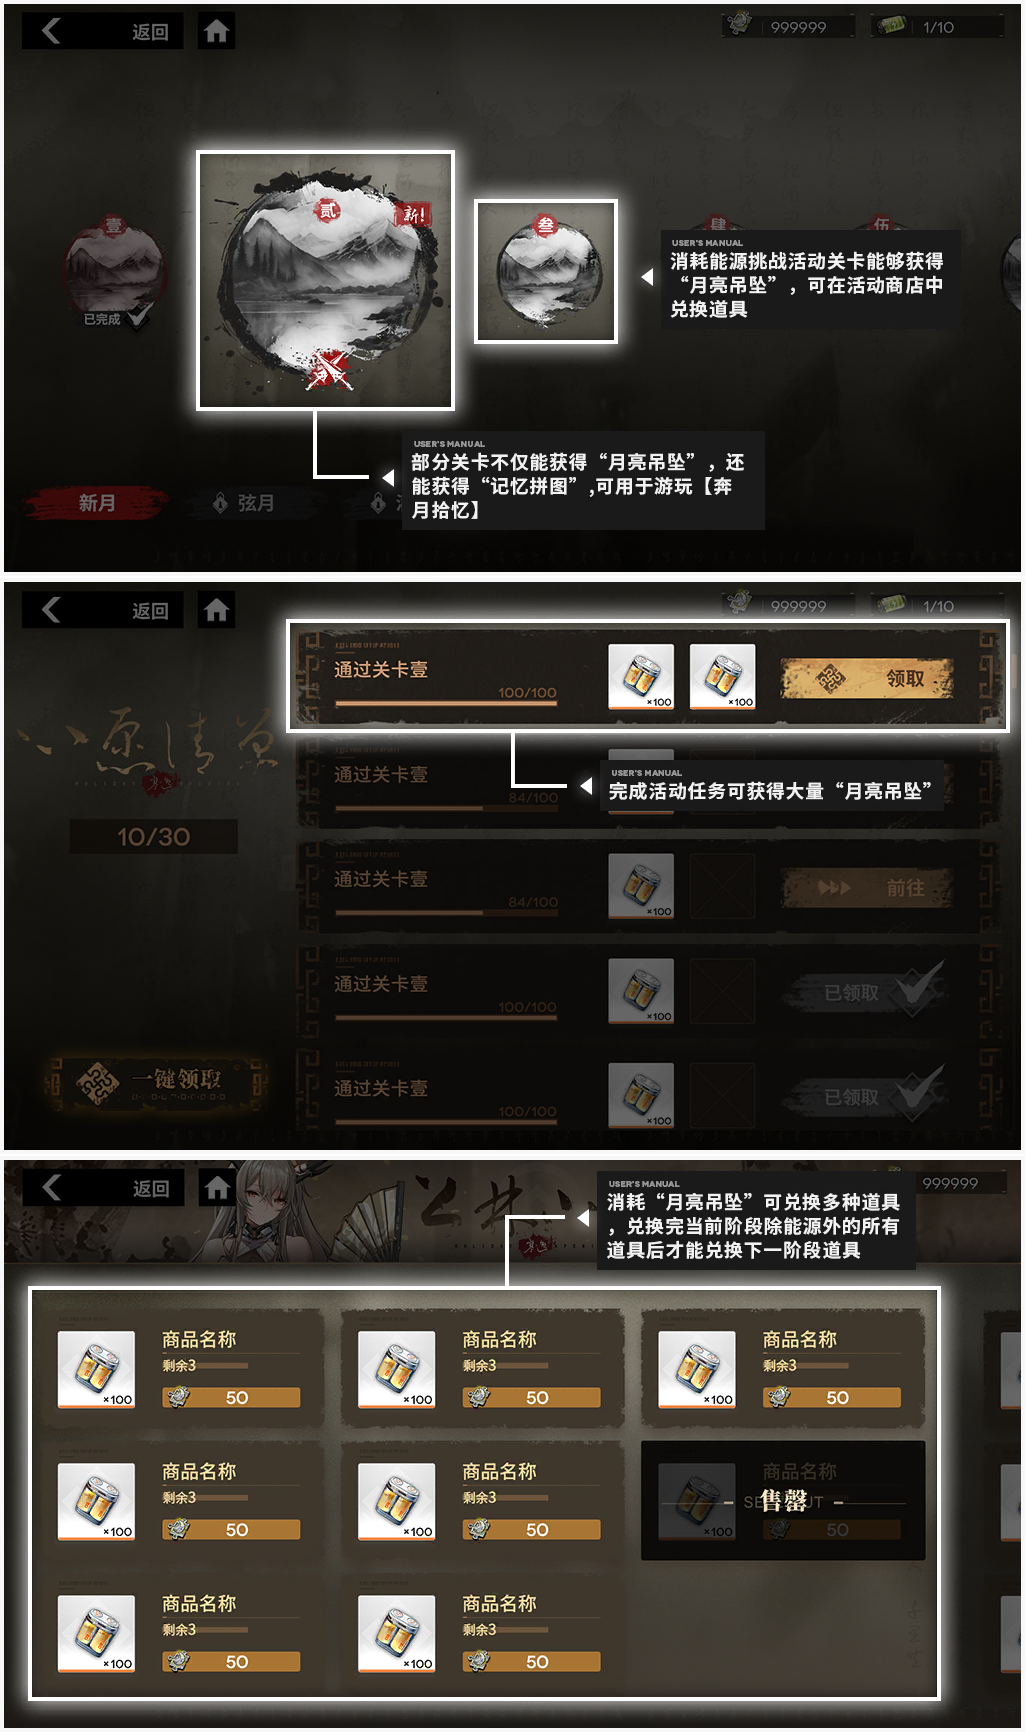 返回
999999
1/10
壹
已完成
贰
新!
叁
肆
伍
USER'S MANUAL
消耗能源挑战活动关卡能够获得
“月亮吊坠”，可在活动商店中
兑换道具
USER'S MANUAL
部分关卡不仅能获得“月亮吊坠”，还
能获得“记忆拼图”,可用于游玩【奔
月拾忆】
新月
弦月
返回
999999
1/10
通过关卡壹
100/100
×100
×100
领取
心愿清单
10/30
通过关卡壹
84/100
USER'S MANUAL
完成活动任务可获得大量“月亮吊坠”
通过关卡壹
84/100
×100
前往
通过关卡壹
100/100
×100
已领取
一键领取
通过关卡壹
100/100
×100
已领取
返回
999999
USER'S MANUAL
消耗“月亮吊坠”可兑换多种道具
，兑换完当前阶段除能源外的所有
道具后才能兑换下一阶段道具
商品名称
剩余3
×100
50
商品名称
剩余3
×100
50
商品名称
剩余3
×100
50
商品名称
剩余3
×100
50
商品名称
剩余3
×100
50
商品名称
售罄
×100
50
商品名称
剩余3
×100
50
商品名称
剩余3
×100
50